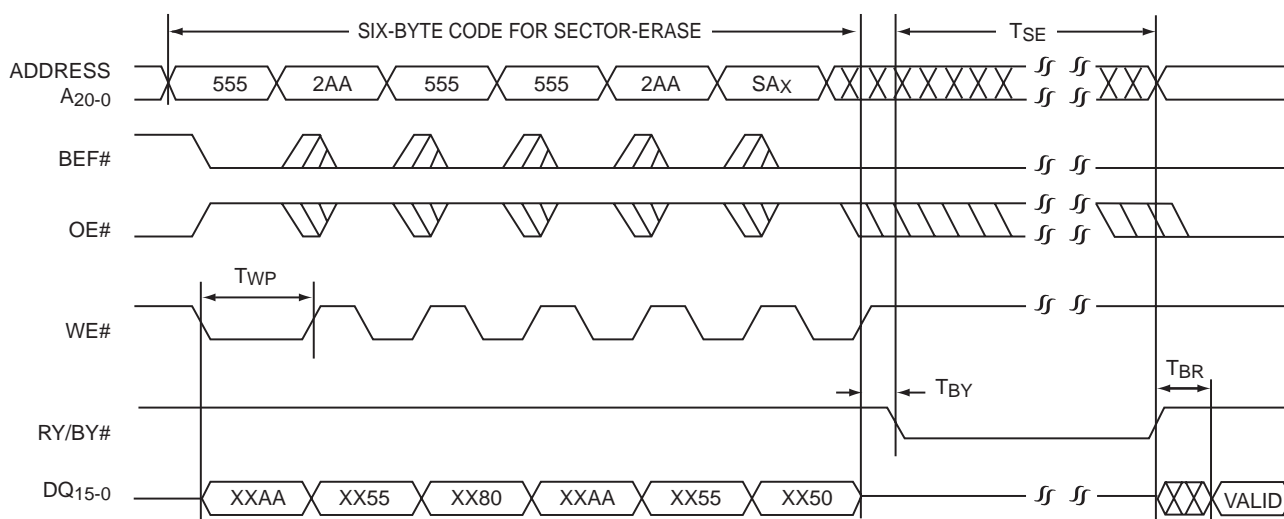 SIX-BYTE CODE FOR SECTOR-ERASE
TSE
ADDRESS
A20-0
555 2AA 555 555 2AA SAX
BEF#
OE#
TWP
WE#
TBY
TBR
RY/BY#
DQ15-0
XXAA XX55 XX80 XXAA XX55 XX50 VALID